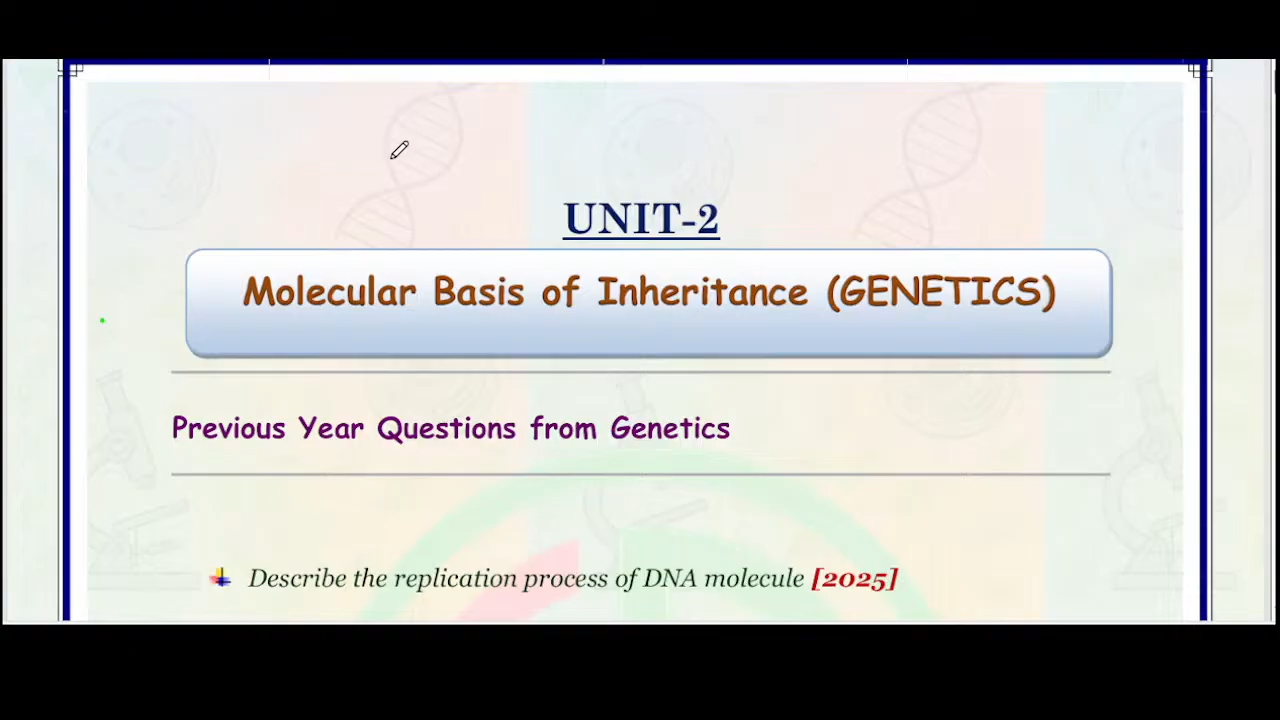 UNIT-2
Molecular Basis of Inheritance (GENETICS)
Previous Year Questions from Genetics
Describe the replication process of DNA molecule [2025]